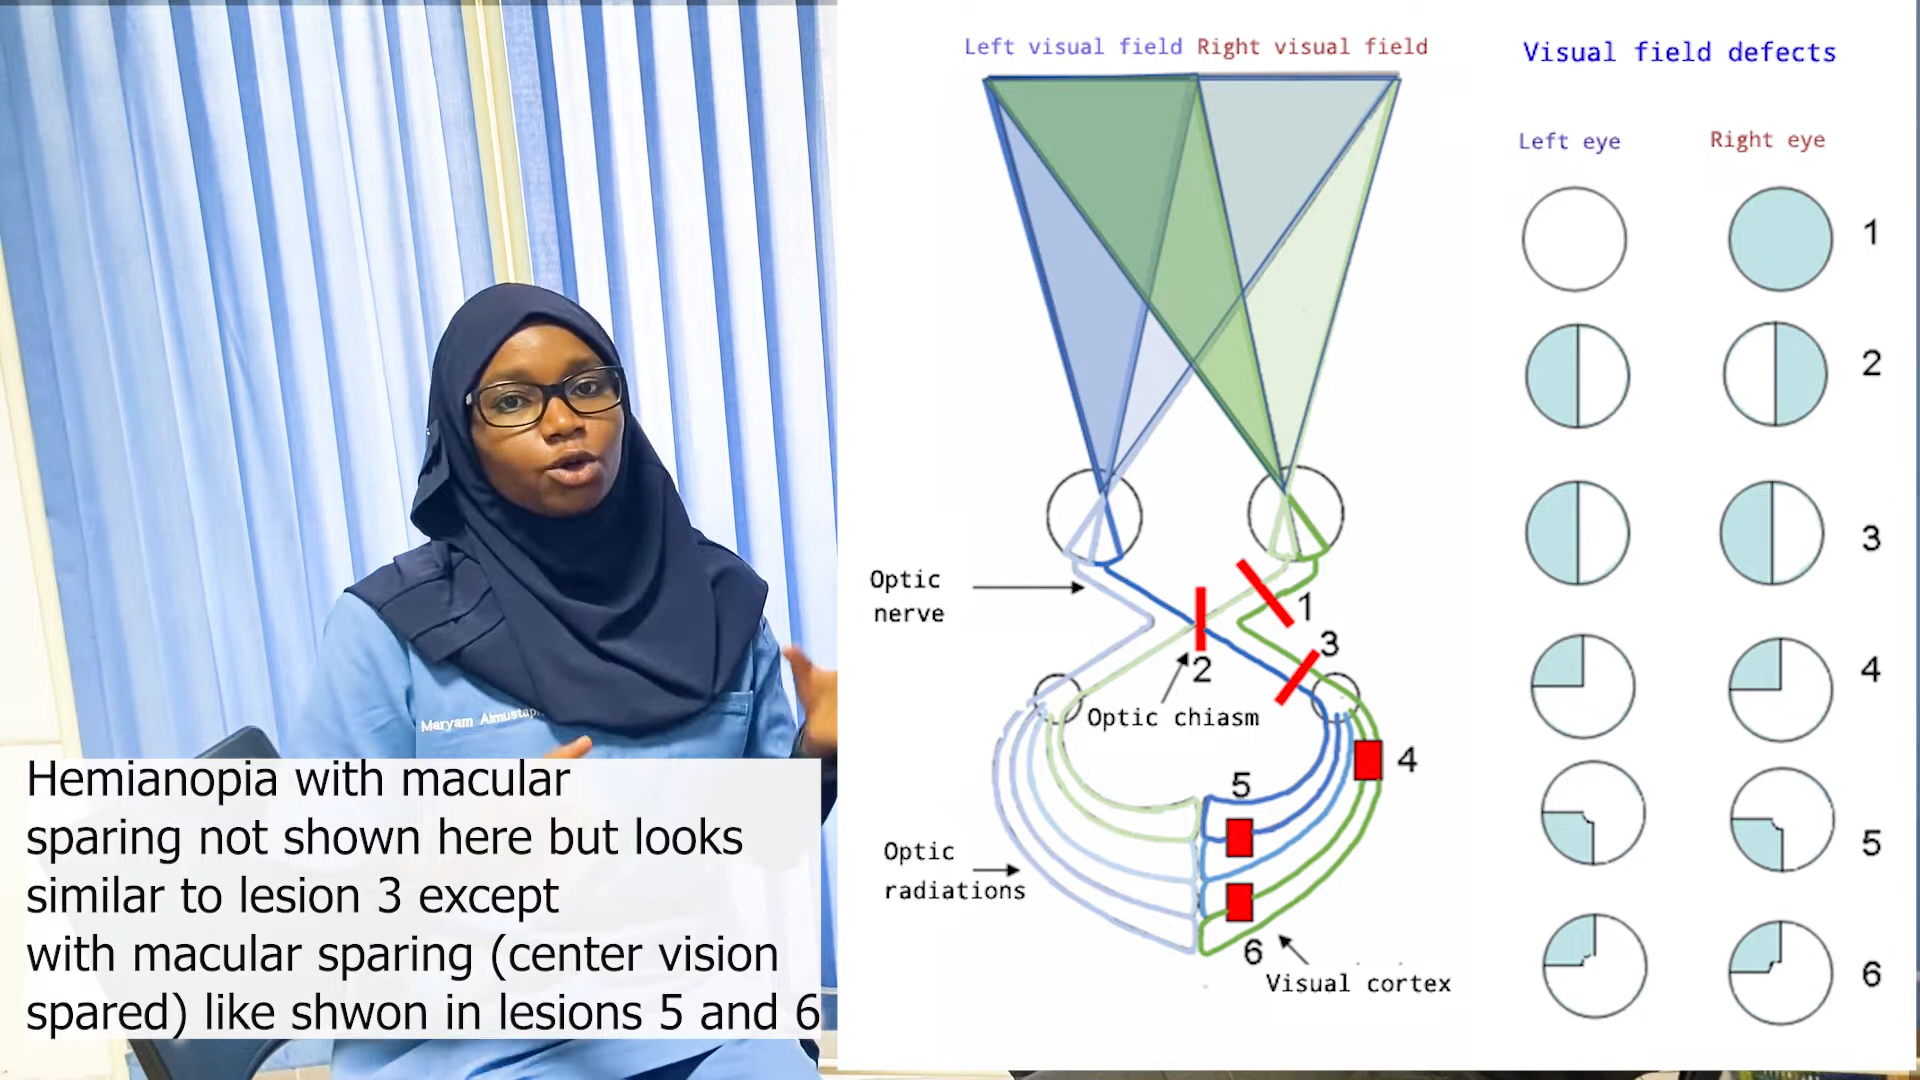 Maryam
Hemianopia with macular
sparing not shown here but looks
similar to lesion 3 except
with macular sparing (center vision
spared) like shwon in lesions 5 and 6
Left visual field Right visual field
Optic
nerve
1
2
3
Optic chiasm
4
5
Optic
radiations
6
Visual cortex
Visual field defects
Left eye Right eye
1
2
3
4
5
6